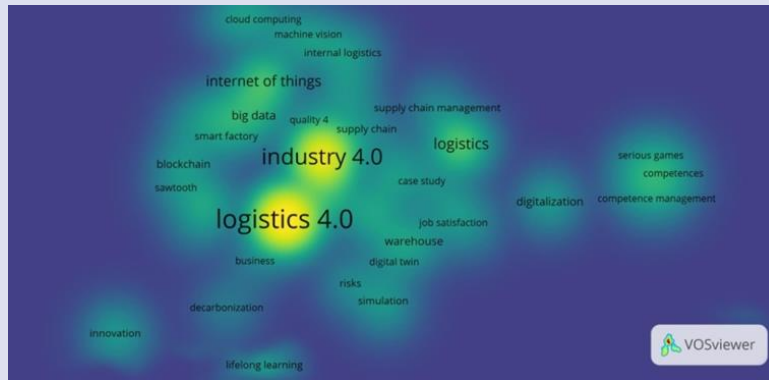 cloud computing
machine vision
internal logistics
internet of things
supply chain management
big data
quality 4
supply chain
smart factory
logistics
industry 4.0
serious games
blockchain
competences
case study
sawtooth
competence management
digitalization
logistics 4.0
job satisfaction
warehouse
business
digital twin
risks
simulation
decarbonization
innovation
VOSviewer
lifelong learning